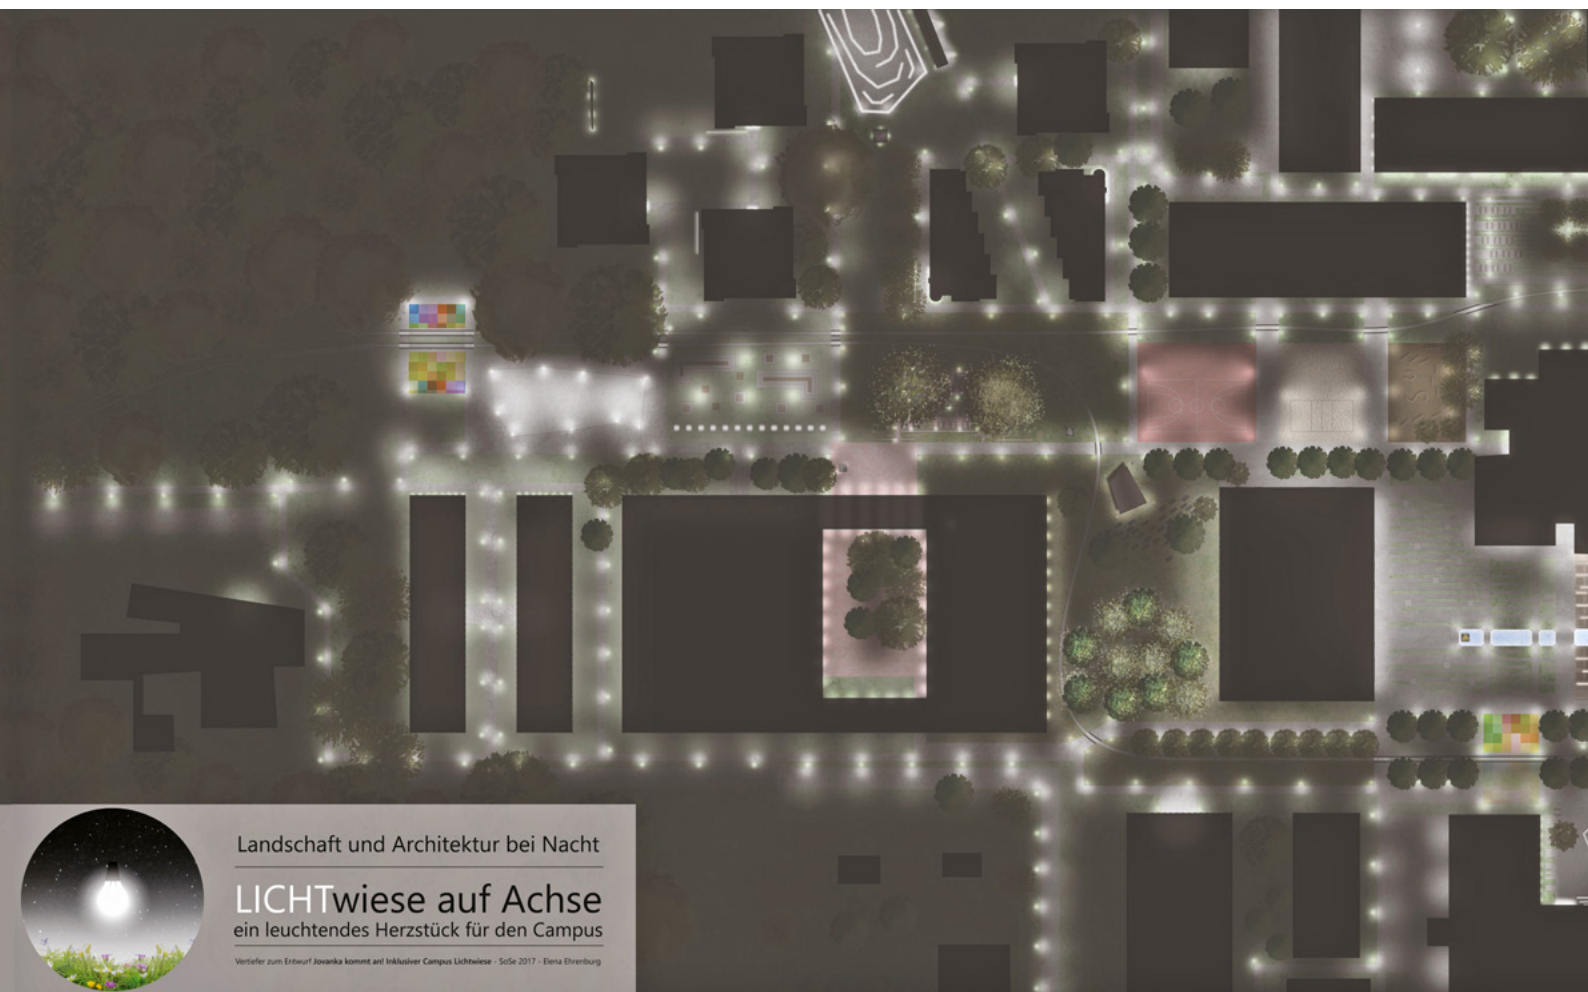 Landschaft und Architektur bei Nacht
LICHTwiese auf Achse
ein leuchtendes Herzstück für den Campus
Vertiefer zum Entwurf Jovanka kommt an! Inklusiver Campus Lichtwiese - SoSe 2017 - Elena Ehrenburg